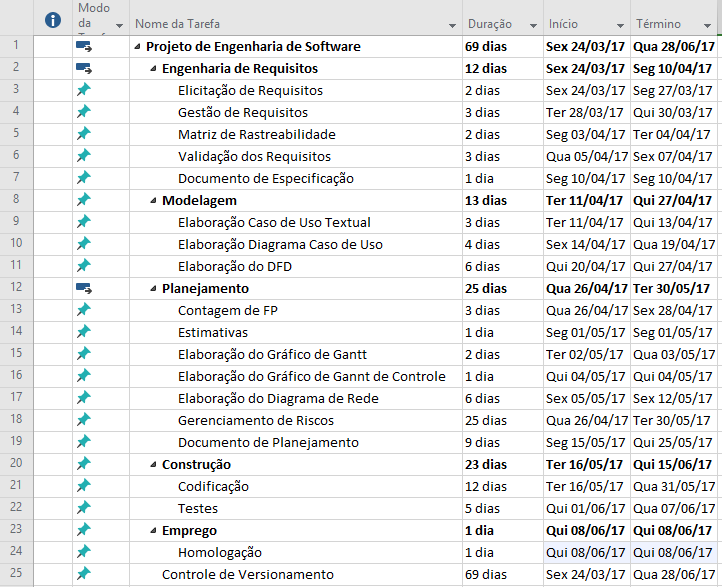 Modo da
Nome da Tarefa Duração Início Término
1 Projeto de Engenharia de Software 69 dias Sex 24/03/17 Qua 28/06/17
2 Engenharia de Requisitos 12 dias Sex 24/03/17 Seg 10/04/17
3 Elicitação de Requisitos 2 dias Sex 24/03/17 Seg 27/03/17
4 Gestão de Requisitos 3 dias Ter 28/03/17 Qui 30/03/17
5 Matriz de Rastreabilidade 2 dias Seg 03/04/17 Ter 04/04/17
6 Validação dos Requisitos 3 dias Qua 05/04/17 Sex 07/04/17
7 Documento de Especificação 1 dia Seg 10/04/17 Seg 10/04/17
8 Modelagem 13 dias Ter 11/04/17 Qui 27/04/17
9 Elaboração Caso de Uso Textual 3 dias Ter 11/04/17 Qui 13/04/17
10 Elaboração Diagrama Caso de Uso 4 dias Sex 14/04/17 Qua 19/04/17
11 Elaboração do DFD 6 dias Qui 20/04/17 Qui 27/04/17
12 Planejamento 25 dias Qua 26/04/17 Ter 30/05/17
13 Contagem de FP 3 dias Qua 26/04/17 Sex 28/04/17
14 Estimativas 1 dia Seg 01/05/17 Seg 01/05/17
15 Elaboração do Gráfico de Gantt 2 dias Ter 02/05/17 Qua 03/05/17
16 Elaboração do Gráfico de Gannt de Controle 1 dia Qui 04/05/17 Qui 04/05/17
17 Elaboração do Diagrama de Rede 6 dias Sex 05/05/17 Sex 12/05/17
18 Gerenciamento de Riscos 25 dias Qua 26/04/17 Ter 30/05/17
19 Documento de Planejamento 9 dias Seg 15/05/17 Qui 25/05/17
20 Construção 23 dias Ter 16/05/17 Qui 15/06/17
21 Codificação 12 dias Ter 16/05/17 Qua 31/05/17
22 Testes 5 dias Qui 01/06/17 Qua 07/06/17
23 Emprego 1 dia Qui 08/06/17 Qui 08/06/17
24 Homologação 1 dia Qui 08/06/17 Qui 08/06/17
25 Controle de Versionamento 69 dias Sex 24/03/17 Qua 28/06/17